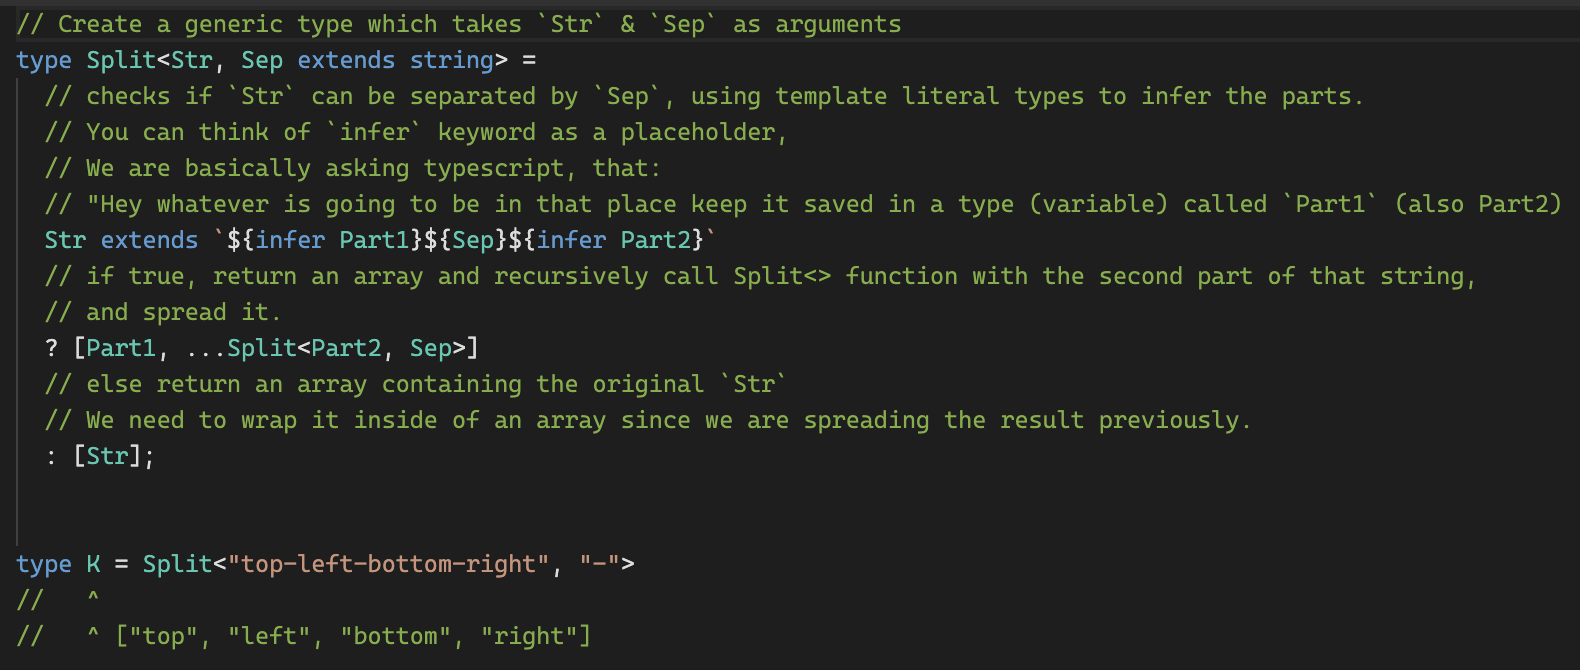 // Create a generic type which takes `Str` & `Sep` as arguments
type Split<Str, Sep extends string> =
// checks if `Str` can be separated by `Sep`, using template literal types to infer the parts.
// You can think of `infer` keyword as a placeholder,
// We are basically asking typescript, that:
// "Hey whatever is going to be in that place keep it saved in a type (variable) called `Part1` (also Part2)
Str extends `${infer Part1}${Sep}${infer Part2}`
// if true, return an array and recursively call Split<> function with the second part of that string,
// and spread it.
? [Part1, ...Split<Part2, Sep>]
// else return an array containing the original `Str`
// We need to wrap it inside of an array since we are spreading the result previously.
: [Str];
type K = Split<"top-left-bottom-right", "-">
//   ^
//   ^ ["top", "left", "bottom", "right"]